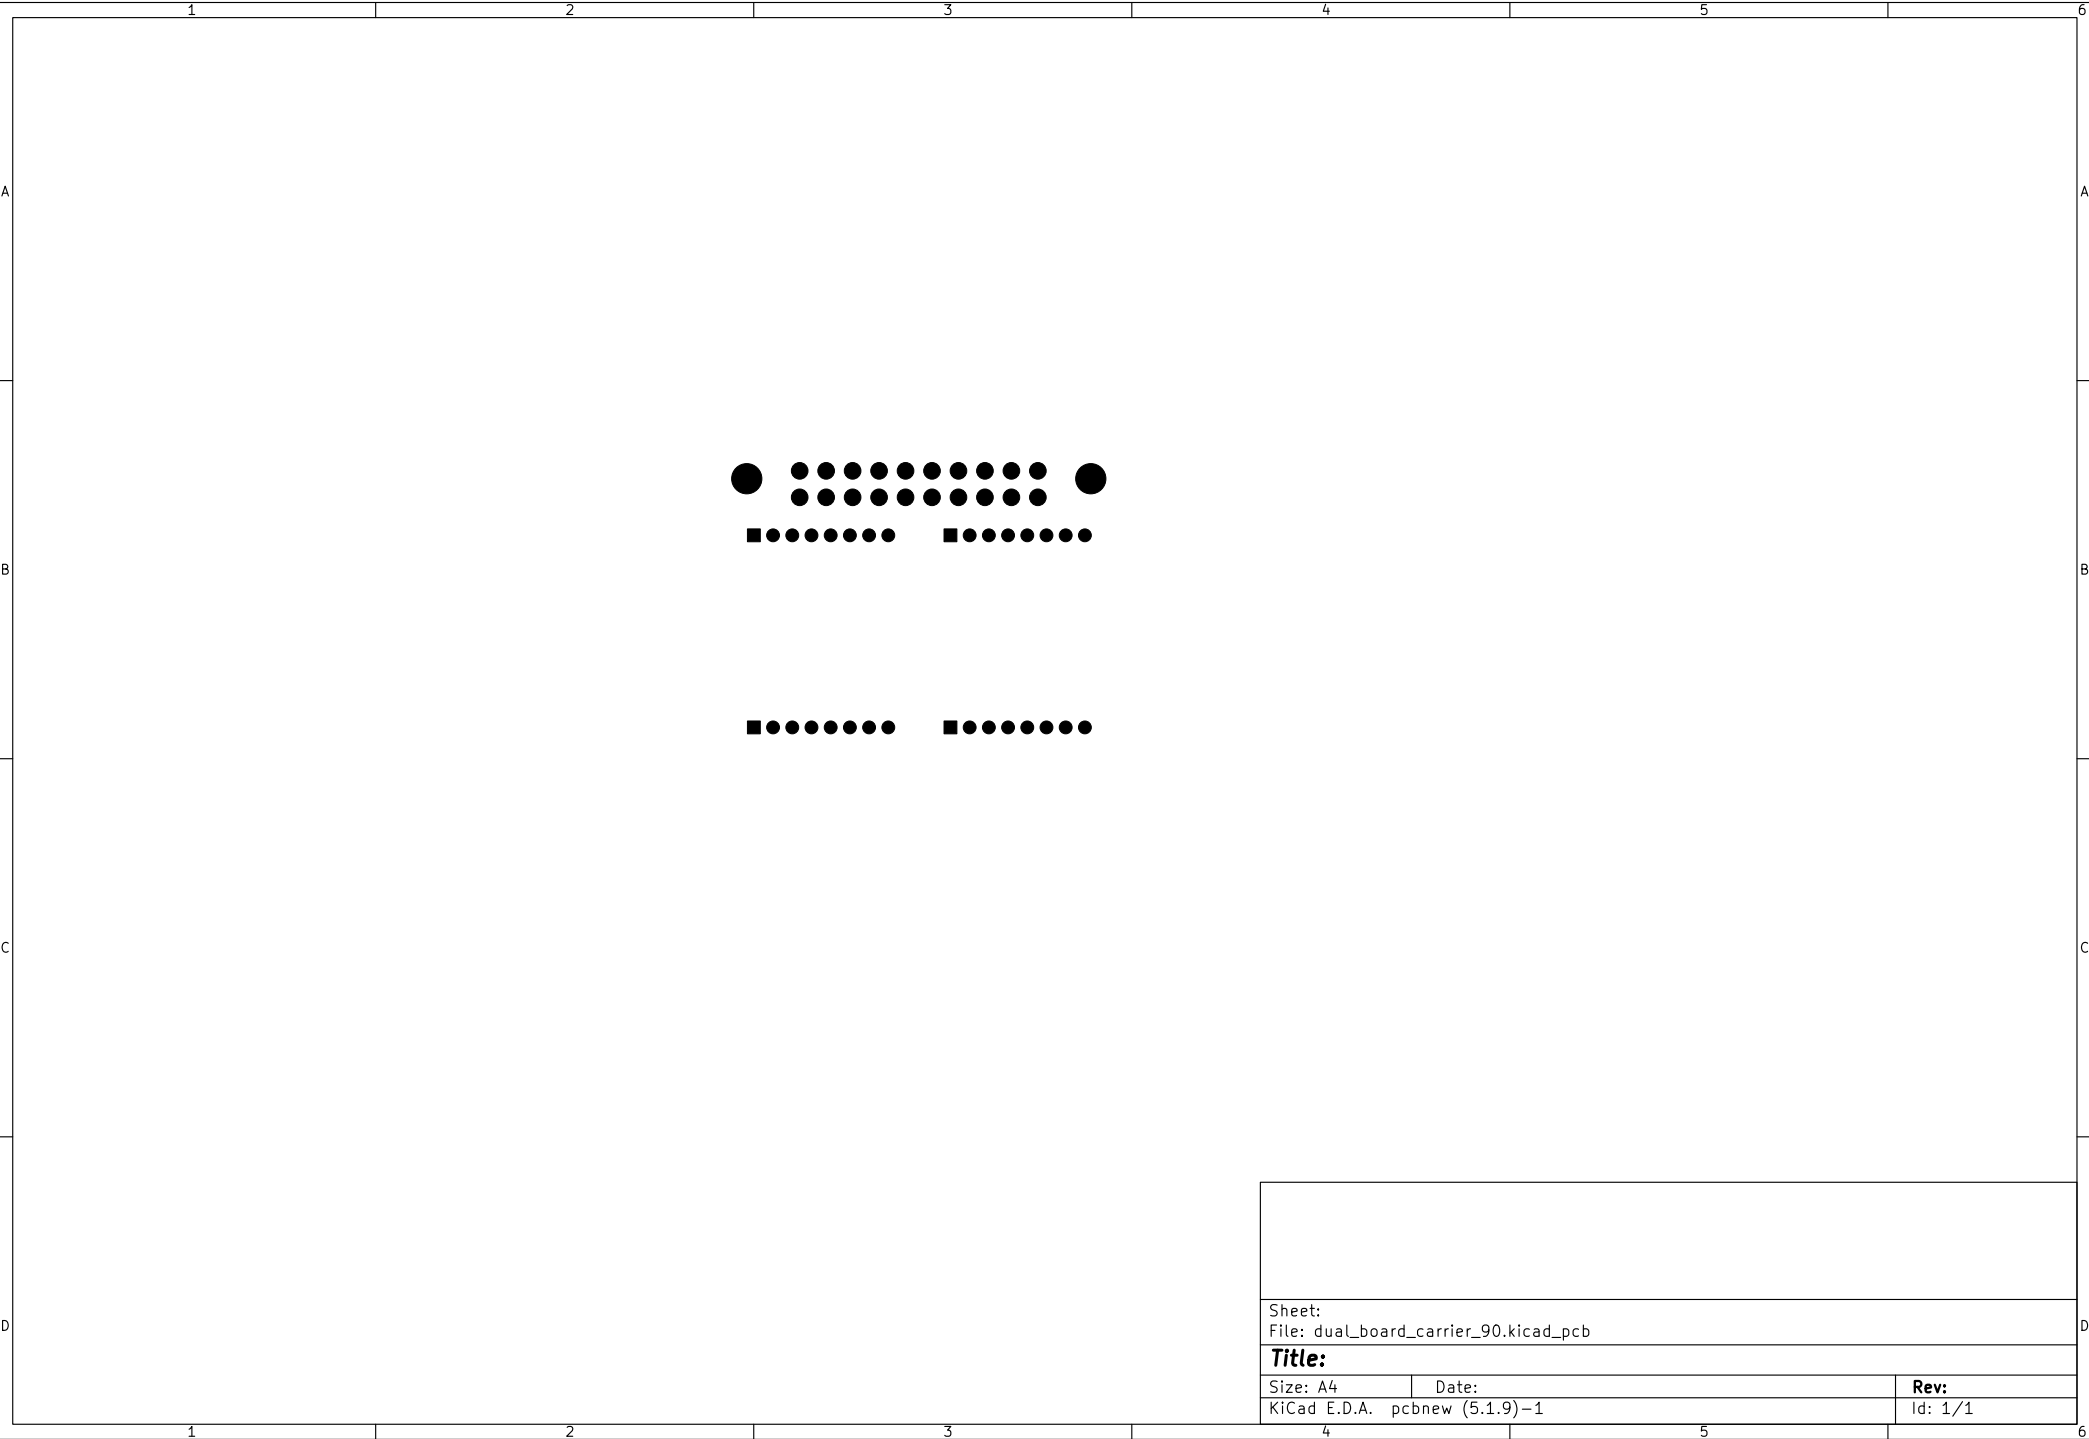 1 2 3 4 5 6
A A
B B
C C
Sheet:
D D
File: dual_board_carrier_90.kicad_pcb
Title:
Size: A4 Date: Rev:
KiCad E.D.A. pcbnew (5.1.9)-1 Id: 1/1
1 2 3 4 5 6